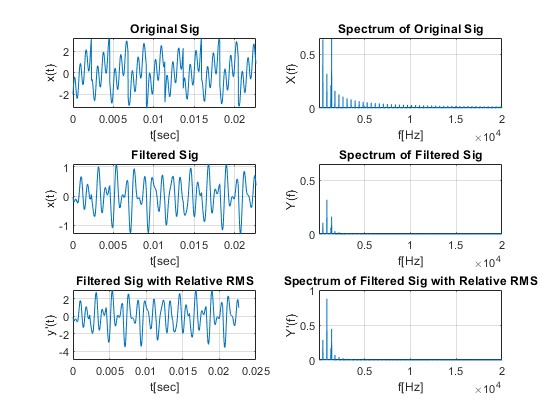 Original Sig
Spectrum of Original Sig
x(t)
2
0
-2
0 0.005 0.01 0.015 0.02
t[sec]
X(f)
0.5
0
0.5 1 1.5 2
f[Hz]
×10^4
Filtered Sig
Spectrum of Filtered Sig
x(t)
1
0
-1
0 0.005 0.01 0.015 0.02
t[sec]
Y(f)
0.5
0
0.5 1 1.5 2
f[Hz]
×10^4
Filtered Sig with Relative RMS
Spectrum of Filtered Sig with Relative RMS
y'(t)
2
0
-2
-4
0 0.005 0.01 0.015 0.02 0.025
t[sec]
Y'(f)
1
0.5
0
0.5 1 1.5 2
f[Hz]
×10^4